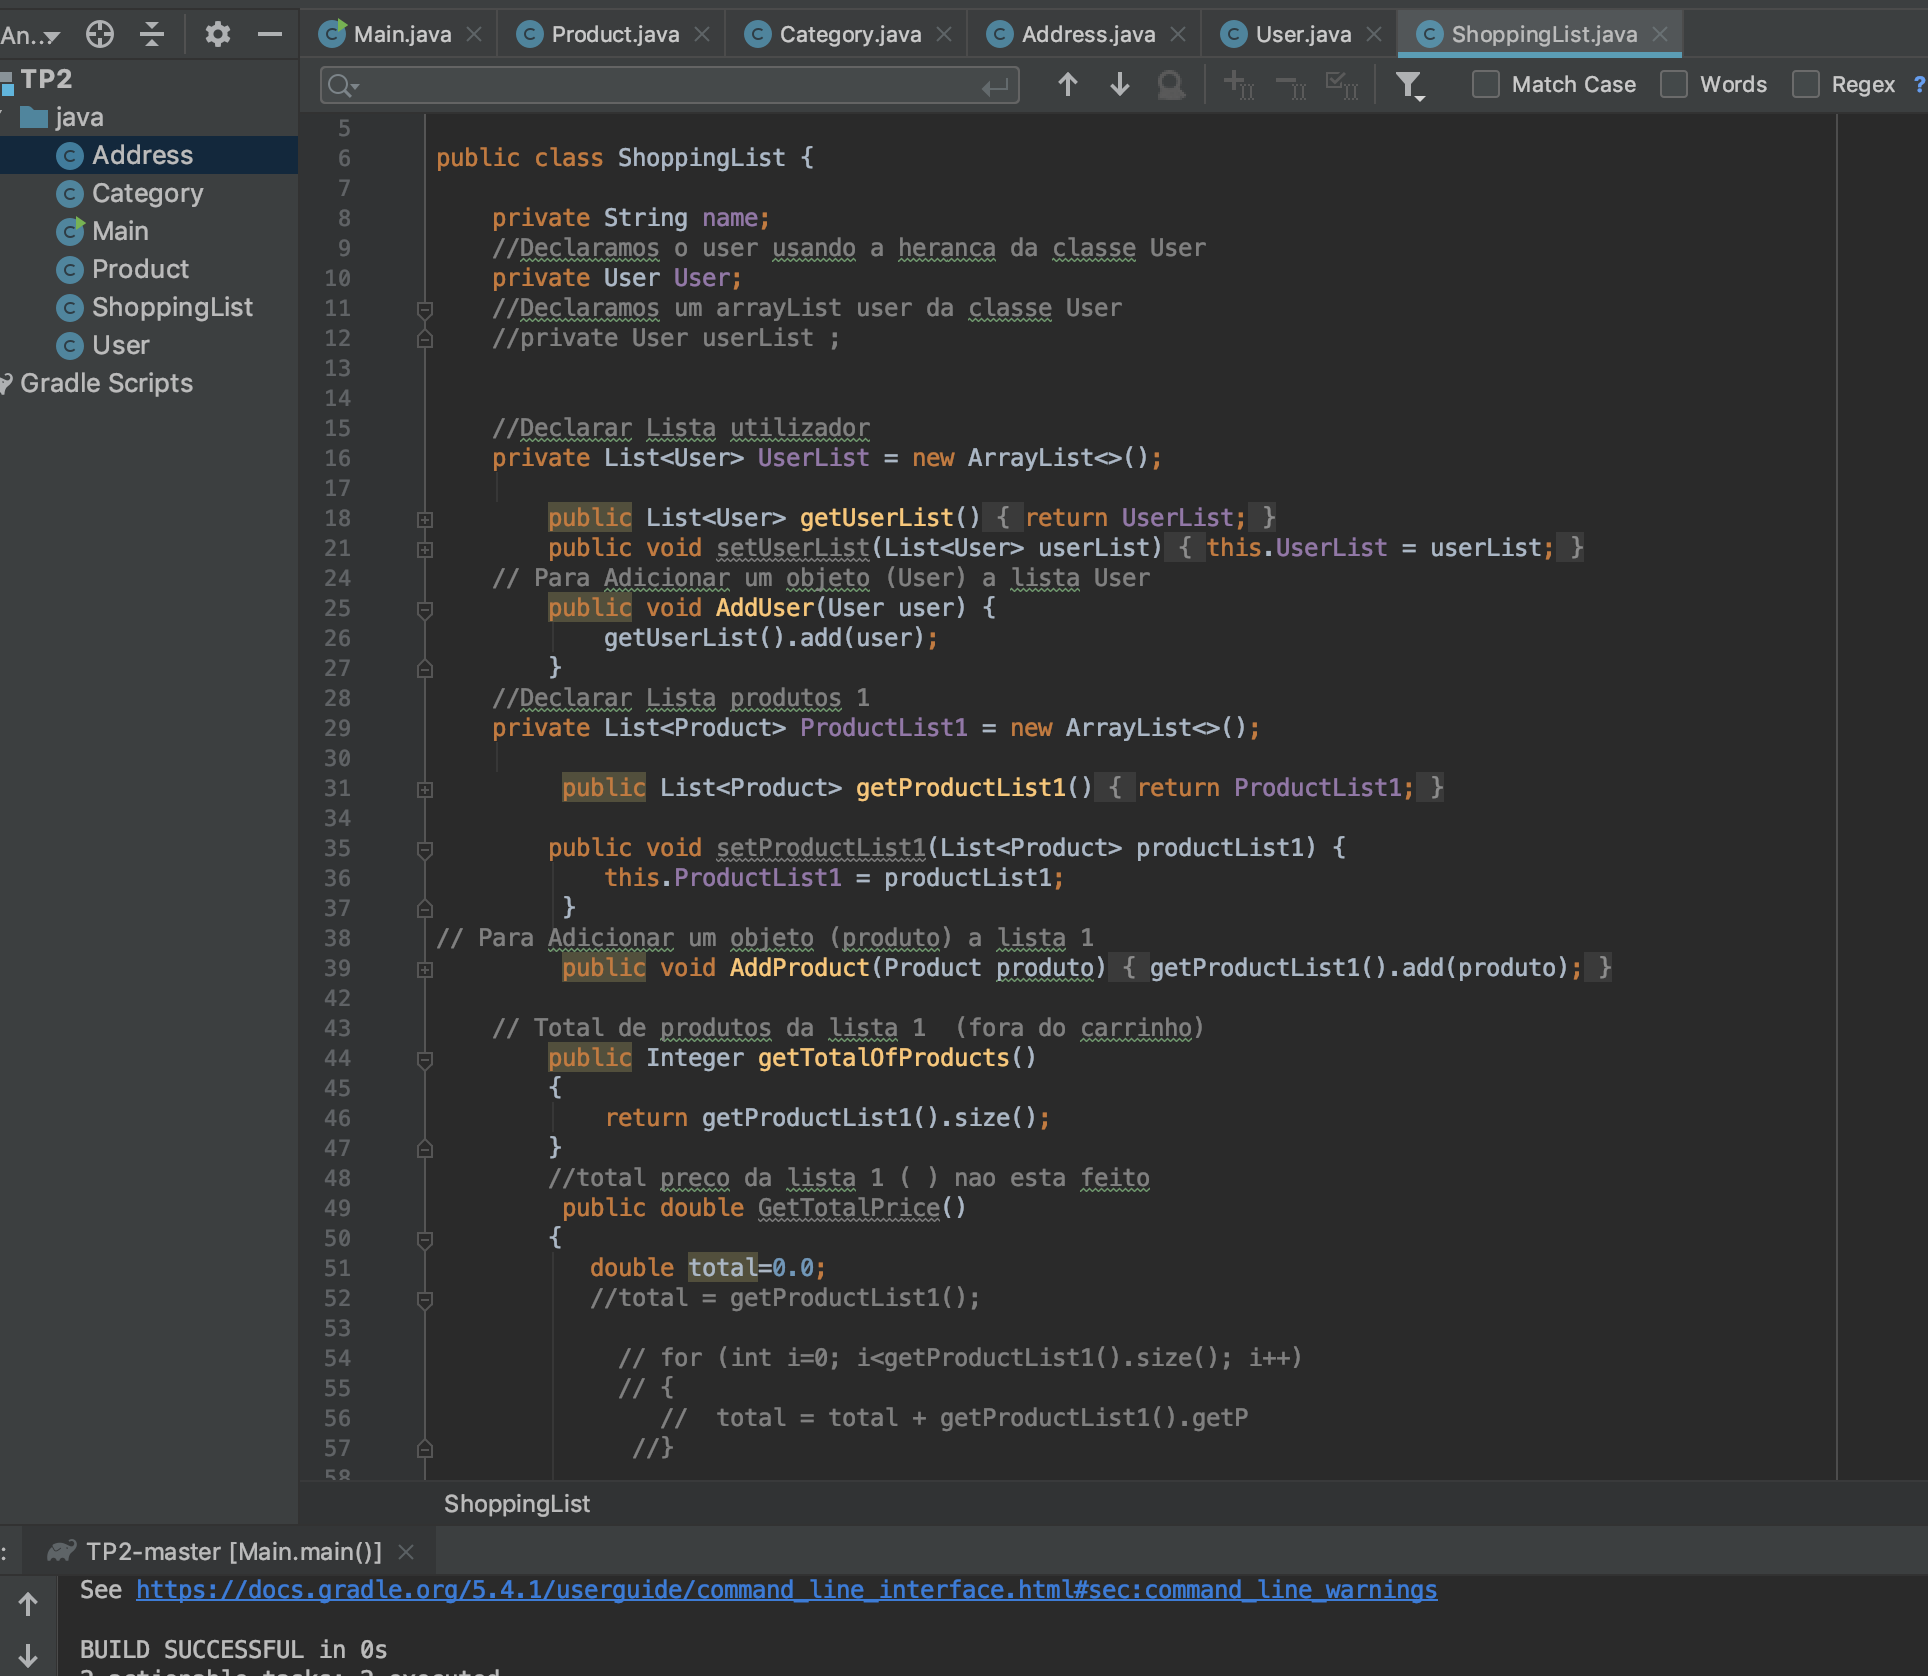 An...
Main.java
Product.java
Category.java
Address.java
User.java
ShoppingList.java
TP2
java
Address
Category
Main
Product
ShoppingList
User
Gradle Scripts
Match Case
Words
Regex
?
5
6 public class ShoppingList {
7
8 private String name;
9 //Declaramos o user usando a heranca da classe User
10 private User User;
11 //Declaramos um arrayList user da classe User
12 //private User userList ;
13
14
15 //Declarar Lista utilizador
16 private List<User> UserList = new ArrayList<>();
17
18 public List<User> getUserList() { return UserList; }
21 public void setUserList(List<User> userList) { this.UserList = userList; }
24 // Para Adicionar um objeto (User) a lista User
25 public void AddUser(User user) {
26 getUserList().add(user);
27 }
28 //Declarar Lista produtos 1
29 private List<Product> ProductList1 = new ArrayList<>();
30
31 public List<Product> getProductList1() { return ProductList1; }
34
35 public void setProductList1(List<Product> productList1) {
36 this.ProductList1 = productList1;
37 }
38 // Para Adicionar um objeto (produto) a lista 1
39 public void AddProduct(Product produto) { getProductList1().add(produto); }
42
43 // Total de produtos da lista 1  (fora do carrinho)
44 public Integer getTotalOfProducts()
45 {
46 return getProductList1().size();
47 }
48 //total preco da lista 1 ( ) nao esta feito
49 public double GetTotalPrice()
50 {
51 double total=0.0;
52 //total = getProductList1();
53
54 // for (int i=0; i<getProductList1().size(); i++)
55 // {
56 //  total = total + getProductList1().getP
57 //}
58
ShoppingList
: TP2-master [Main.main()]
See https://docs.gradle.org/5.4.1/userguide/command_line_interface.html#sec:command_line_warnings
BUILD SUCCESSFUL in 0s
2 actionable tasks: 2 executed